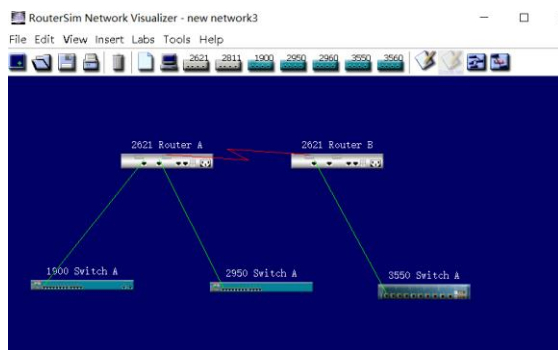 RouterSim Network Visualizer - new network3
File Edit View Insert Labs Tools Help
2621 2811 1900 2950 2960 3550 3560
2621 Router A
2621 Router B
1900 Switch A
2950 Switch A
3550 Switch A